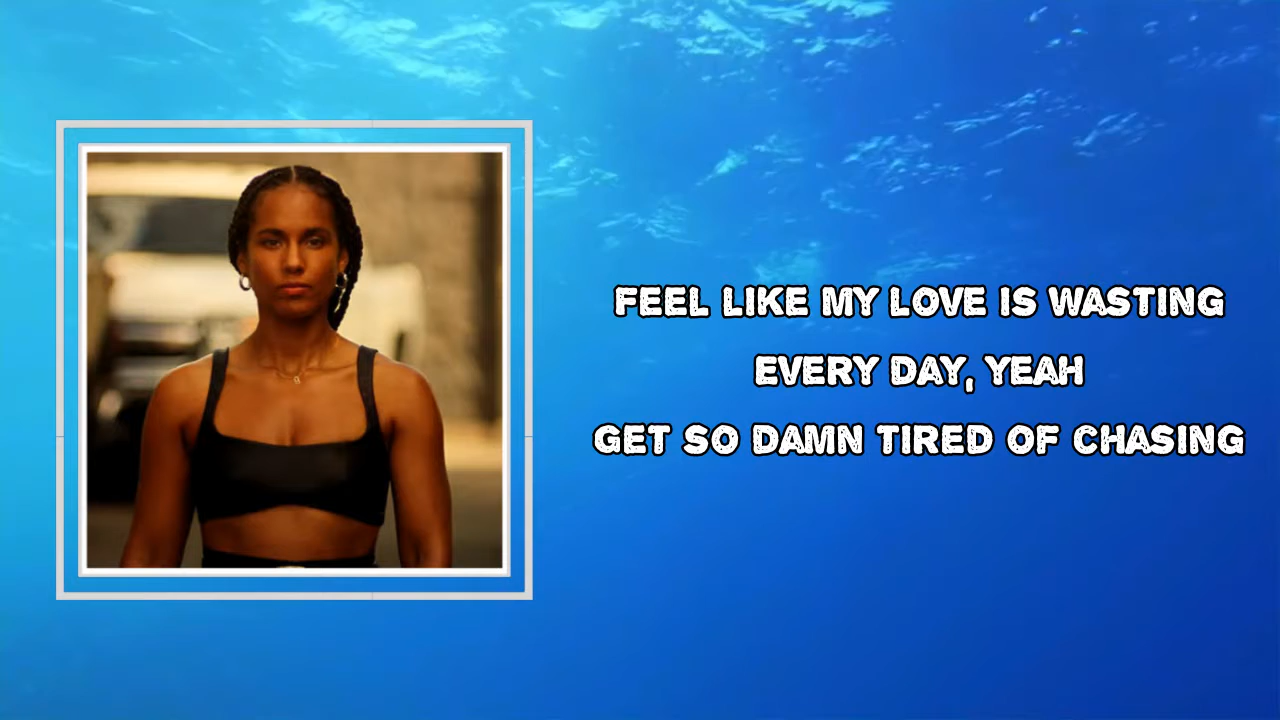 FEEL LIKE MY LOVE IS WASTING
EVERY DAY, YEAH
GET SO DAMN TIRED OF CHASING